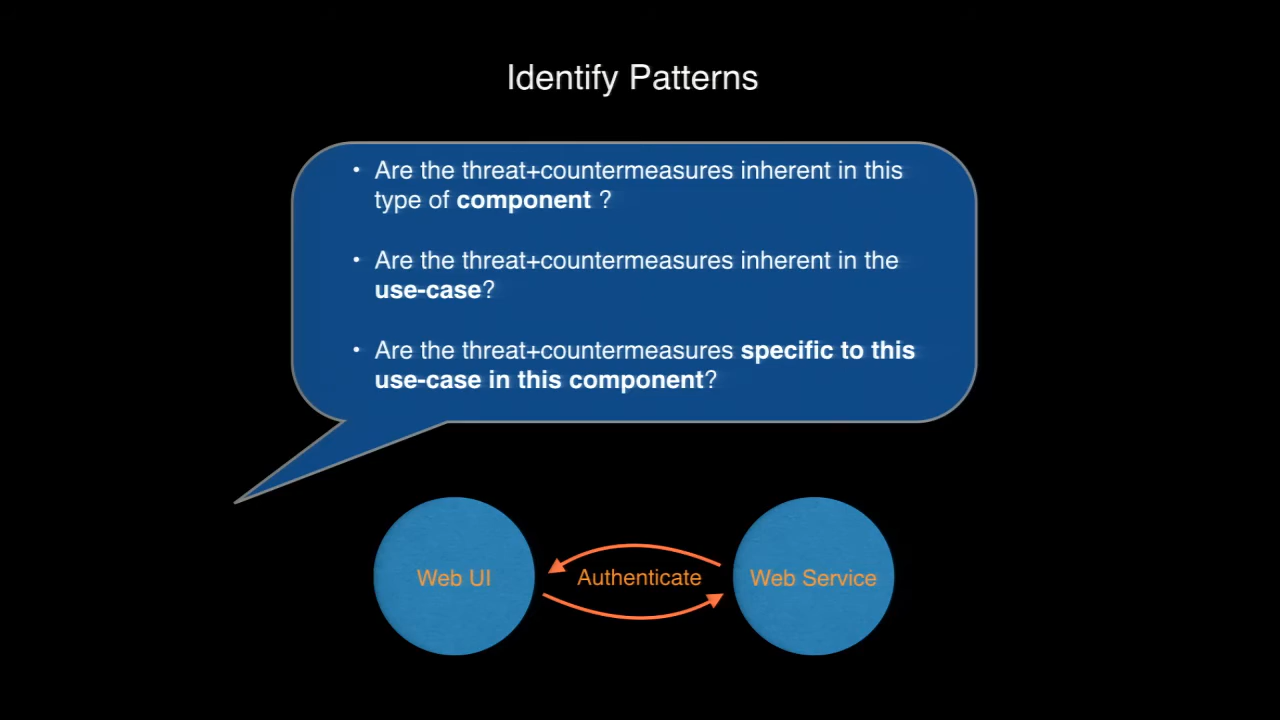 Identify Patterns
• Are the threat+countermeasures inherent in this
type of component ?
• Are the threat+countermeasures inherent in the
use-case?
• Are the threat+countermeasures specific to this
use-case in this component?
Web UI
Authenticate
Web Service